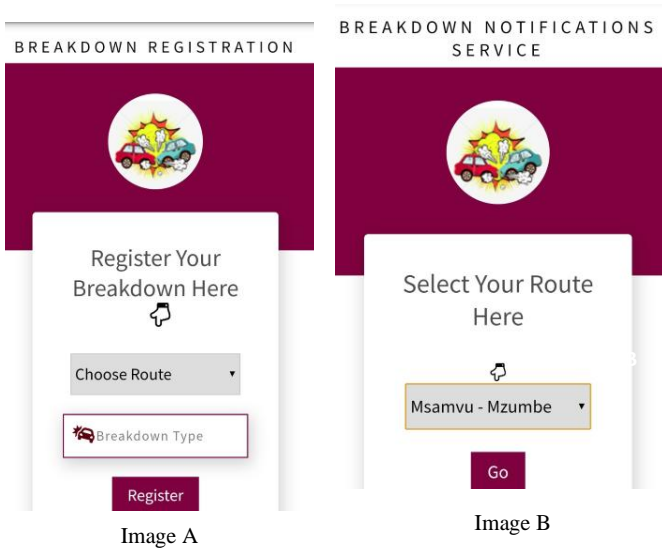 BREAKDOWN REGISTRATION
Register Your
Breakdown Here
Choose Route
Breakdown Type
Register
Image A
BREAKDOWN NOTIFICATIONS
SERVICE
Select Your Route
Here
Msamvu - Mzumbe
Go
Image B